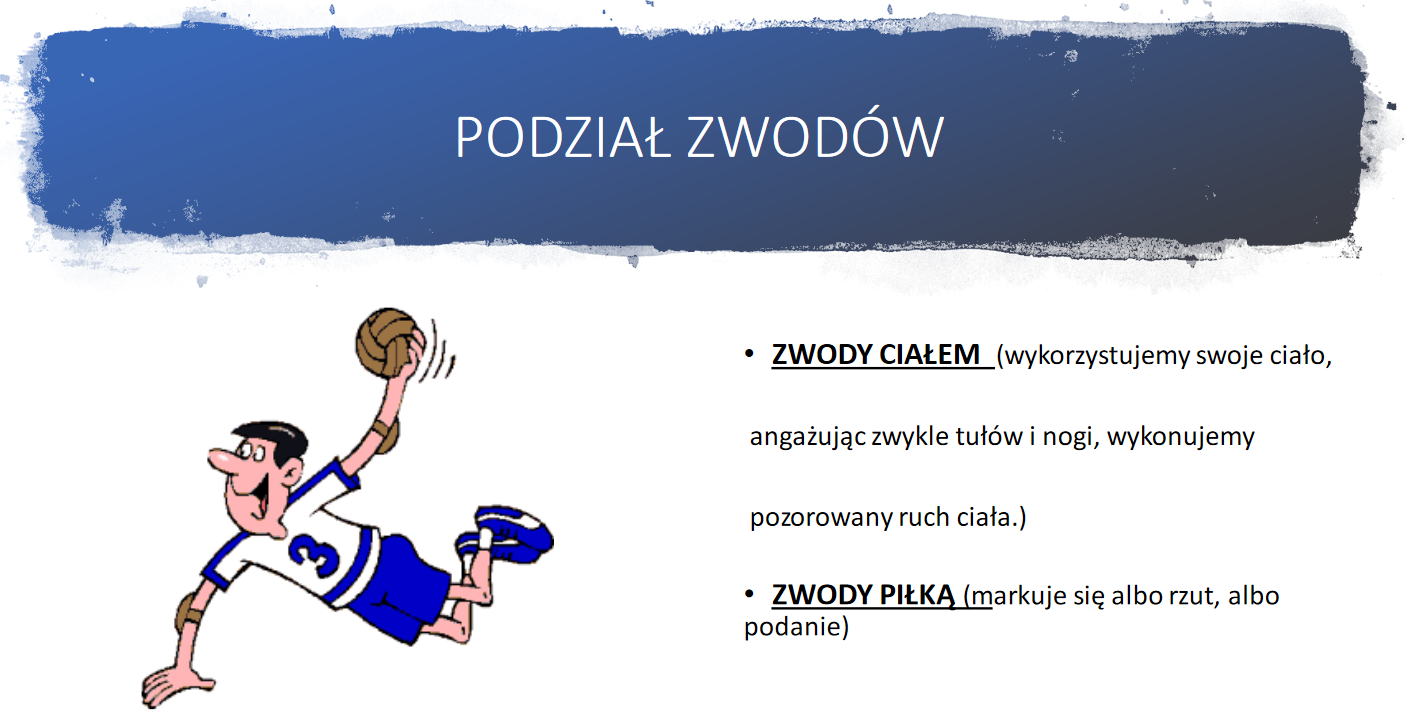 PODZIAŁ ZWODÓW
• ZWODY CIAŁEM (wykorzystujemy swoje ciało,
angażując zwykle tułów i nogi, wykonujemy
pozorowany ruch ciała.)
• ZWODY PIŁKĄ (markuje się albo rzut, albo
podanie)
3